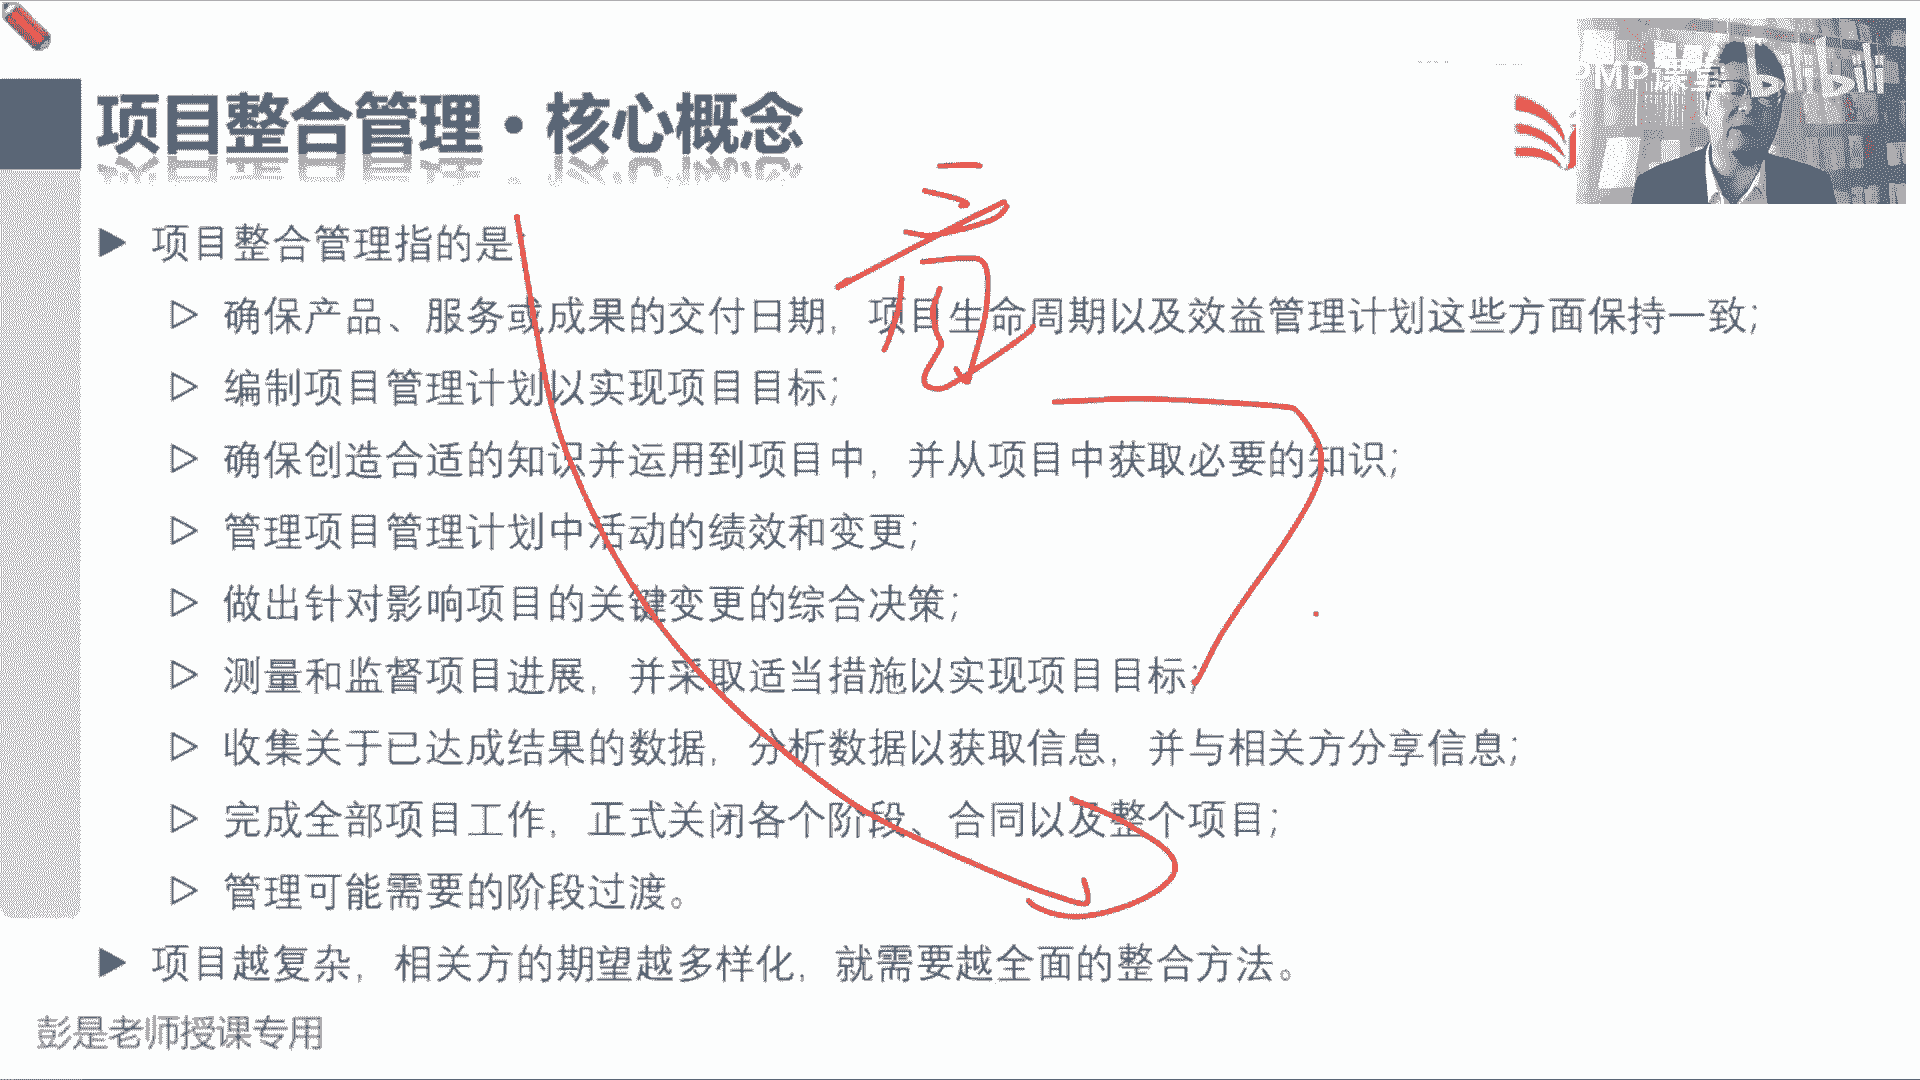 PMP课堂 bilibili
项目整合管理·核心概念
项目整合管理指的是:
确保产品、服务或成果的交付日期，项目生命周期以及效益管理计划这些方面保持一致;
编制项目管理计划以实现项目目标;
确保创造合适的知识并运用到项目中，并从项目中获取必要的知识;
管理项目管理计划中活动的绩效和变更;
做出针对影响项目的关键变更的综合决策;
测量和监督项目进展，并采取适当措施以实现项目目标;
收集关于已达成结果的数据，分析数据以获取信息，并与相关方分享信息;
完成全部项目工作，正式关闭各个阶段、合同以及整个项目;
管理可能需要的阶段过渡。
项目越复杂，相关方的期望越多样化，就需要越全面的整合方法。
彭是老师授课专用